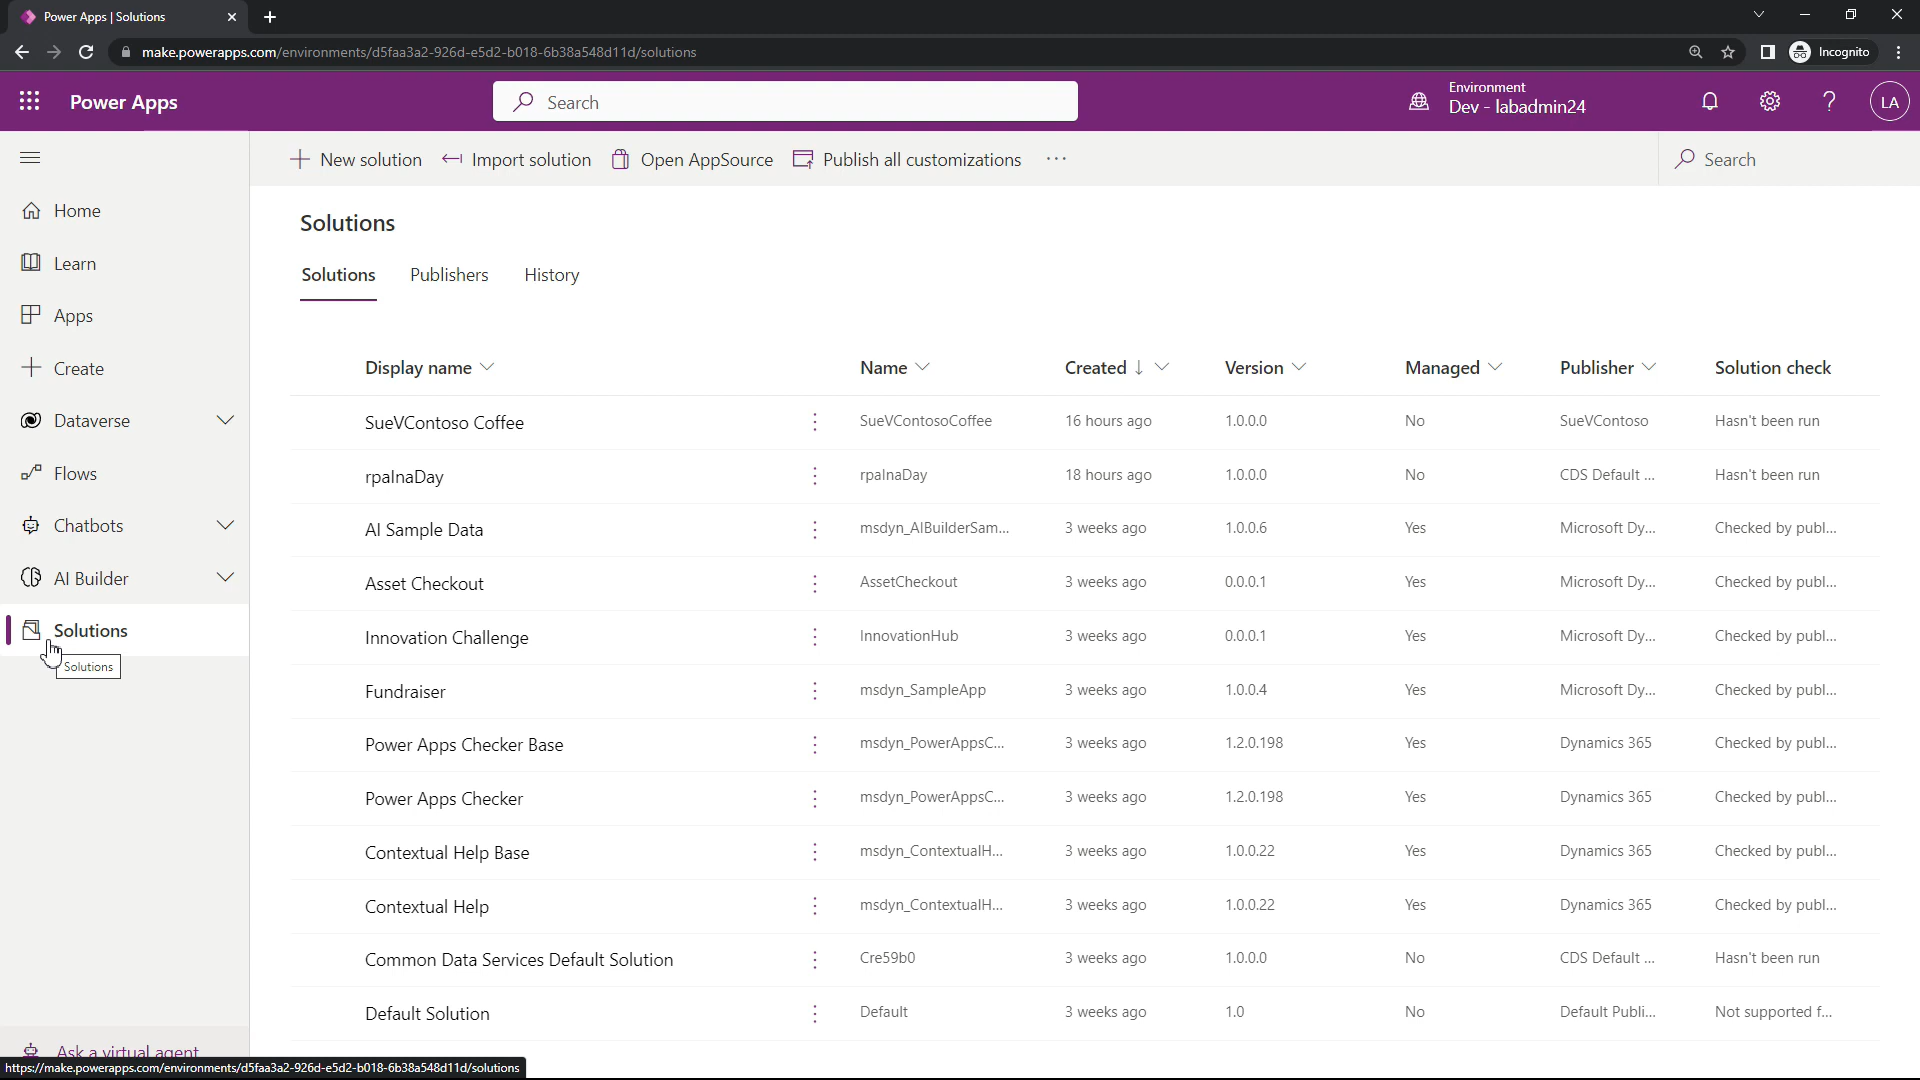 Power Apps | Solutions
make.powerapps.com/environments/d5faa3a2-926d-e5d2-b018-6b38a548d11d/solutions
Incognito
Power Apps
Search
Environment
Dev - labadmin24
LA
New solution
Import solution
Open AppSource
Publish all customizations
Search
Home
Learn
Apps
Create
Dataverse
Flows
Chatbots
AI Builder
Solutions
Solutions
Ask a virtual agent
Solutions
Solutions Publishers History
Display name Name Created Version Managed Publisher Solution check
SueVContoso Coffee SueVContosoCoffee 16 hours ago 1.0.0.0 No SueVContoso Hasn't been run
rpaInaDay rpaInaDay 18 hours ago 1.0.0.0 No CDS Default ... Hasn't been run
AI Sample Data msdyn_AIBuilderSam... 3 weeks ago 1.0.0.6 Yes Microsoft Dy... Checked by publ...
Asset Checkout AssetCheckout 3 weeks ago 0.0.0.1 Yes Microsoft Dy... Checked by publ...
Innovation Challenge InnovationHub 3 weeks ago 0.0.0.1 Yes Microsoft Dy... Checked by publ...
Fundraiser msdyn_SampleApp 3 weeks ago 1.0.0.4 Yes Microsoft Dy... Checked by publ...
Power Apps Checker Base msdyn_PowerAppsC... 3 weeks ago 1.2.0.198 Yes Dynamics 365 Checked by publ...
Power Apps Checker msdyn_PowerAppsC... 3 weeks ago 1.2.0.198 Yes Dynamics 365 Checked by publ...
Contextual Help Base msdyn_ContextualH... 3 weeks ago 1.0.0.22 Yes Dynamics 365 Checked by publ...
Contextual Help msdyn_ContextualH... 3 weeks ago 1.0.0.22 Yes Dynamics 365 Checked by publ...
Common Data Services Default Solution Cre59b0 3 weeks ago 1.0.0.0 No CDS Default ... Hasn't been run
Default Solution Default 3 weeks ago 1.0 No Default Publi... Not supported f...
https://make.powerapps.com/environments/d5faa3a2-926d-e5d2-b018-6b38a548d11d/solutions